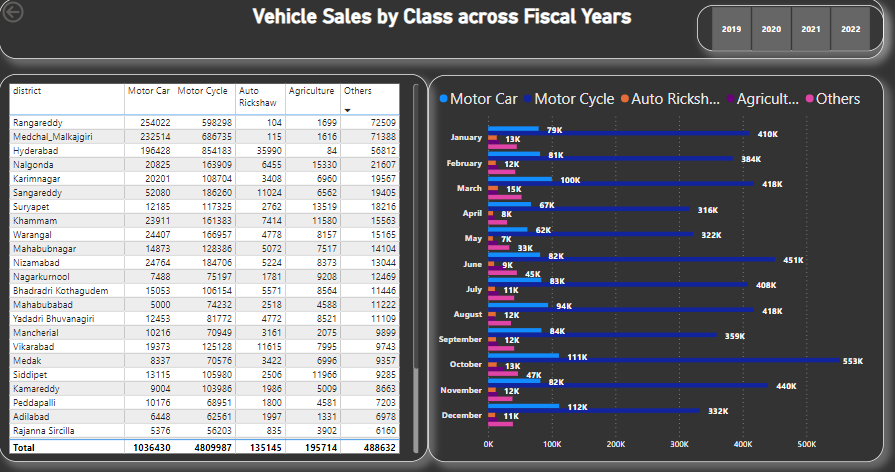 Vehicle Sales by Class across Fiscal Years
2019 2020 2021 2022
district Motor Car Motor Cycle Auto Rickshaw Agriculture Others
Rangareddy 254022 598298 104 1699 72509
Medchal_Malkajgiri 232514 686735 115 1616 71388
Hyderabad 196428 854183 35990 84 56812
Nalgonda 20825 163909 6455 15330 21607
Karimnagar 20201 108704 3408 6960 19567
Sangareddy 52080 186260 11024 6562 19405
Suryapet 12185 117325 2762 13519 18216
Khammam 23911 161383 7414 11580 15563
Warangal 24407 166957 4778 8157 15165
Mahabubnagar 14873 128386 5072 7517 14104
Nizamabad 24764 184706 5224 8373 13044
Nagarkurnool 7488 75197 1781 9208 12469
Bhadradri Kothagudem 15053 106154 5571 8564 11446
Mahabubabad 5000 74232 2518 4588 11222
Yadadri Bhuvanagiri 12453 81772 4772 8521 11109
Mancherial 10216 70949 3161 2075 9899
Vikarabad 19373 125128 11615 7995 9743
Medak 8337 70576 3422 6996 9357
Siddipet 13115 105980 2506 11966 9285
Kamareddy 9004 103986 1986 5009 8663
Peddapalli 10176 68951 1800 4581 7203
Adilabad 6448 62561 1997 1331 6978
Rajanna Sircilla 5376 56203 835 3902 6160
Total 1036430 4809987 135145 195714 488632
Motor Car Motor Cycle Auto Ricksh... Agricult... Others
January 79K 410K 13K
February 81K 384K 12K
March 100K 418K 15K
April 67K 316K 8K
May 62K 322K 7K 33K
June 82K 451K 9K 45K
July 83K 408K 11K
August 94K 418K 12K
September 84K 359K 12K
October 111K 553K 13K 47K
November 82K 440K 12K
December 112K 332K 11K
0K 100K 200K 300K 400K 500K